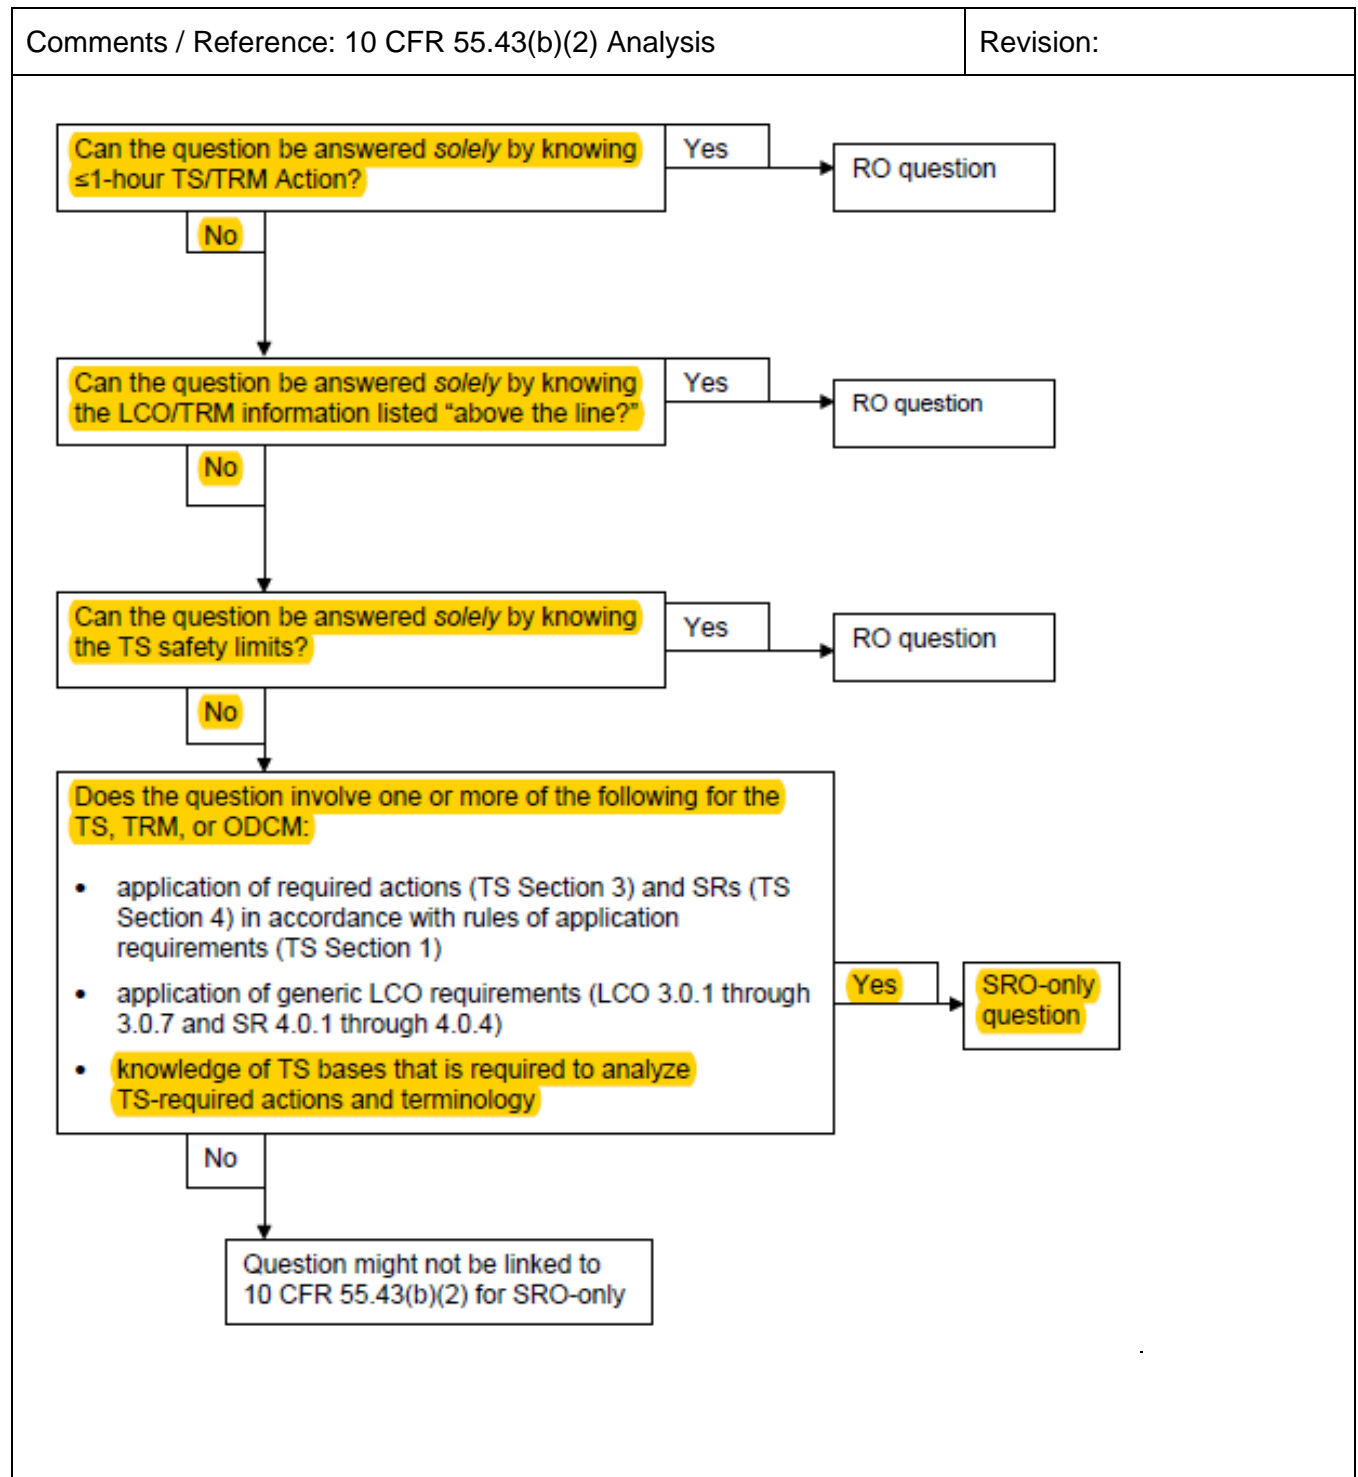 Comments / Reference: 10 CFR 55.43(b)(2) Analysis
Revision:
Can the question be answered solely by knowing
≤1-hour TS/TRM Action?
Yes
RO question
No
Can the question be answered solely by knowing
the LCO/TRM information listed “above the line?”
Yes
RO question
No
Can the question be answered solely by knowing
the TS safety limits?
Yes
RO question
No
Does the question involve one or more of the following for the
TS, TRM, or ODCM:
• application of required actions (TS Section 3) and SRs (TS
Section 4) in accordance with rules of application
requirements (TS Section 1)
• application of generic LCO requirements (LCO 3.0.1 through
3.0.7 and SR 4.0.1 through 4.0.4)
• knowledge of TS bases that is required to analyze
TS-required actions and terminology
Yes
SRO-only
question
No
Question might not be linked to
10 CFR 55.43(b)(2) for SRO-only